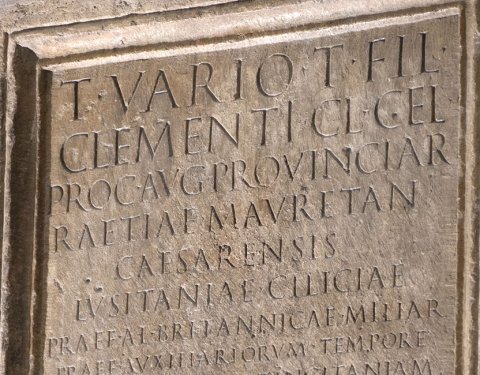 T·VARIO·T·FIL·
CLEMENTI·CL·CEL·
PROC·AVG PROVINCIAR
RAETIAE MAVRETAN
CAESARENSIS
LVSITANIAE CILICIAE
PRAEF·AL·BRITANNICAE·MILIAR
PRAEF·AVXILIARIORVM·TEMPORE